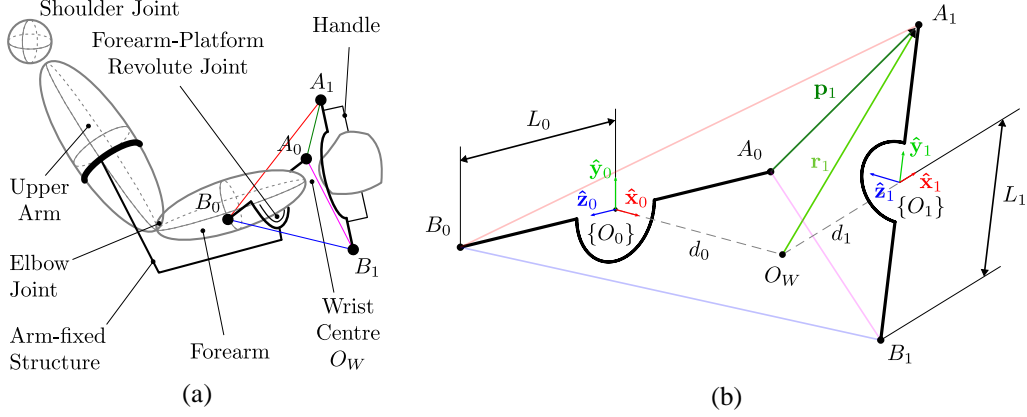 Shoulder Joint
Forearm-Platform
Revolute Joint
Handle
A₁
A₀
B₀
B₁
Upper
Arm
Elbow
Joint
Arm-fixed
Structure
Forearm
Wrist
Centre
O_W
(a)
A₁
p₁
L₀
A₀
r₁
ŷ₀
ẑ₀
x̂₀
{O₀}
B₀
d₀
O_W
d₁
ŷ₁
ẑ₁
x̂₁
{O₁}
L₁
B₁
(b)